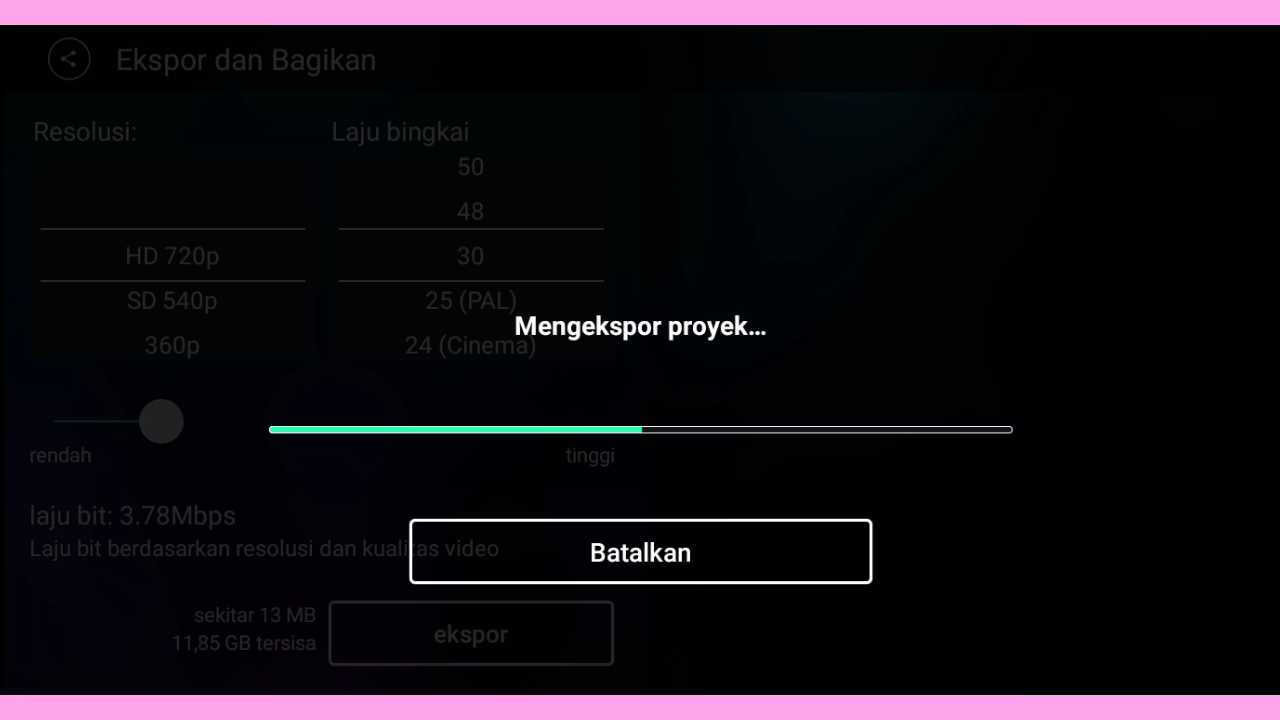 Ekspor dan Bagikan
Resolusi:
HD 720p
SD 540p
360p
Laju bingkai
50
48
30
25 (PAL)
24 (Cinema)
Mengekspor proyek...
rendah
tinggi
laju bit: 3.78Mbps
Laju bit berdasarkan resolusi dan kualitas video
Batalkan
sekitar 13 MB
11,85 GB tersisa
ekspor